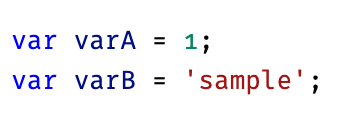 var varA = 1;
var varB = 'sample';